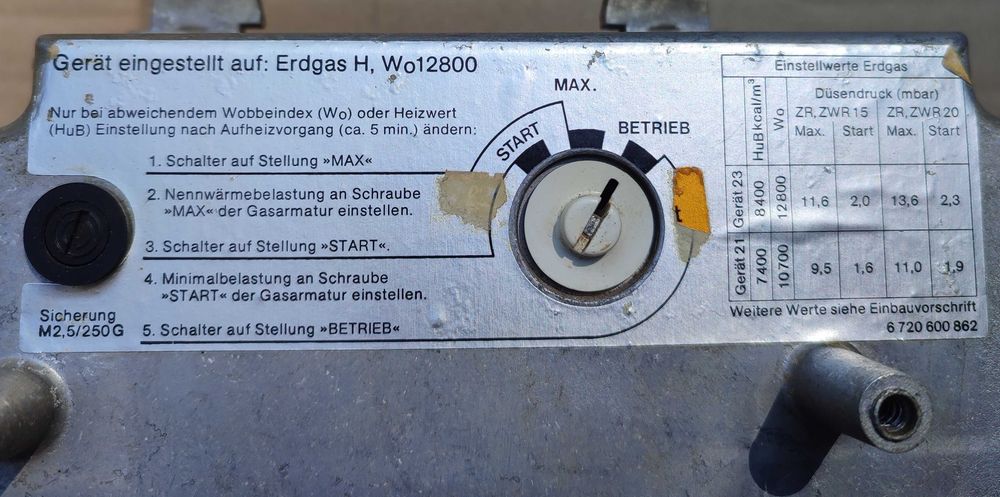 Gerät eingestellt auf: Erdgas H, Wo12800
Nur bei abweichendem Wobbeindex (Wo) oder Heizwert
(HuB) Einstellung nach Aufheizvorgang (ca. 5 min.) ändern:
1. Schalter auf Stellung »MAX«
2. Nennwärmebelastung an Schraube
»MAX« der Gasarmatur einstellen.
3. Schalter auf Stellung »START«.
4. Minimalbelastung an Schraube
»START« der Gasarmatur einstellen.
5. Schalter auf Stellung »BETRIEB«
Sicherung
M2,5/250G
START
MAX.
BETRIEB
t
Einstellwerte Erdgas
HuB kcal/m³
Wo
Düsendruck (mbar)
ZR, ZWR 15
ZR, ZWR 20
Max. Start Max. Start
Gerät 23 8400 12800 11,6 2,0 13,6 2,3
Gerät 21 7400 10700 9,5 1,6 11,0 1,9
Weitere Werte siehe Einbauvorschrift
6 720 600 862